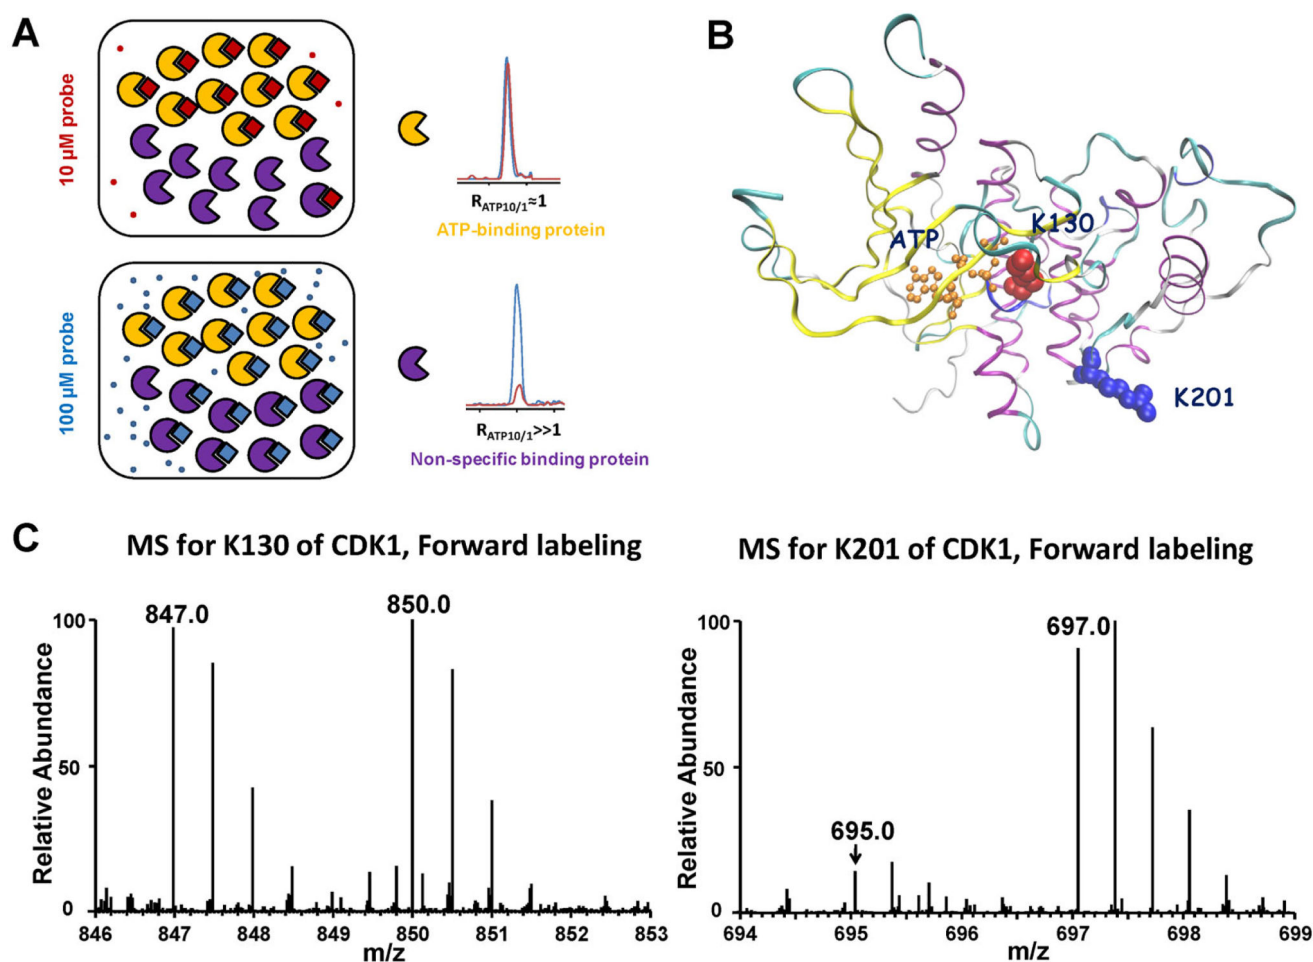 A
10 µM probe
R_ATP10/1≈1
ATP-binding protein
100 µM probe
R_ATP10/1>>1
Non-specific binding protein
B
ATP
K130
K201
C
MS for K130 of CDK1, Forward labeling
847.0
850.0
100
50
0
Relative Abundance
846 847 848 849 850 851 852 853
m/z
MS for K201 of CDK1, Forward labeling
697.0
695.0
100
50
0
Relative Abundance
694 695 696 697 698 699
m/z